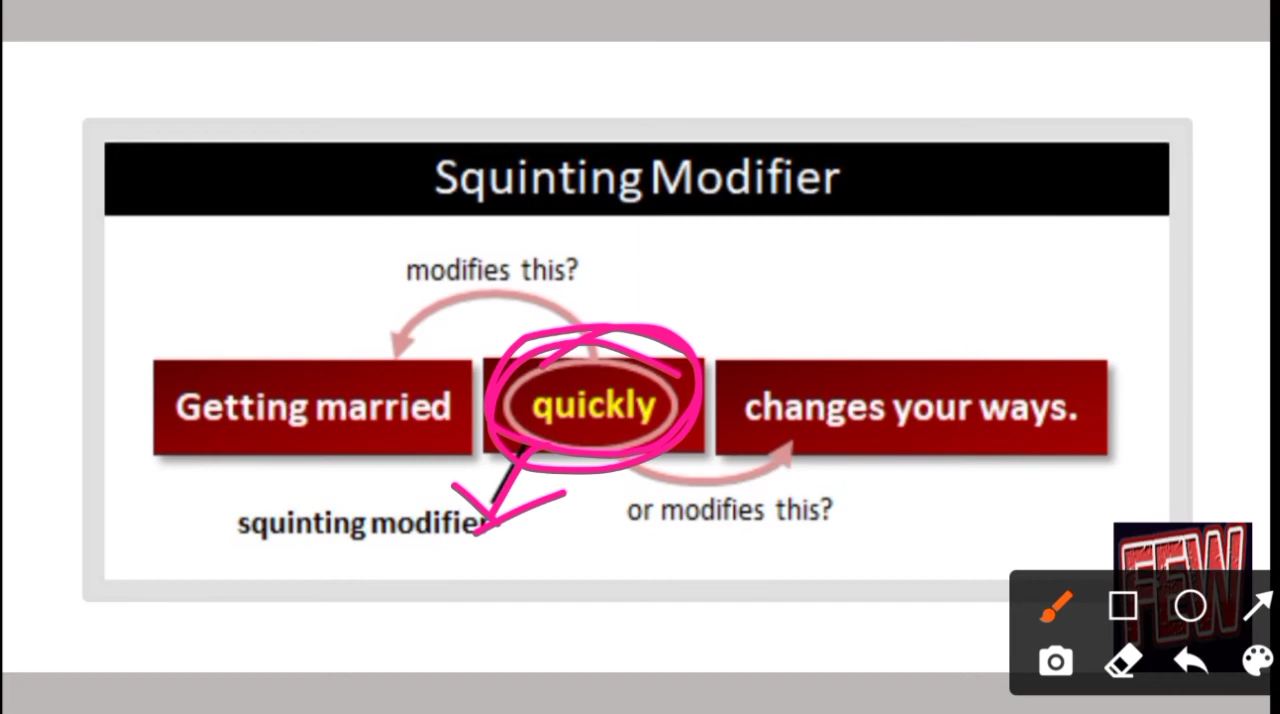 Squinting Modifier
modifies this?
Getting married quickly changes your ways.
or modifies this?
squinting modifier
FEW